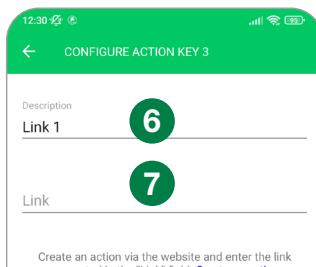 12:30
95
CONFIGURE ACTION KEY 3
Description
Link 1
6
7
Link
Create an action via the website and enter the link